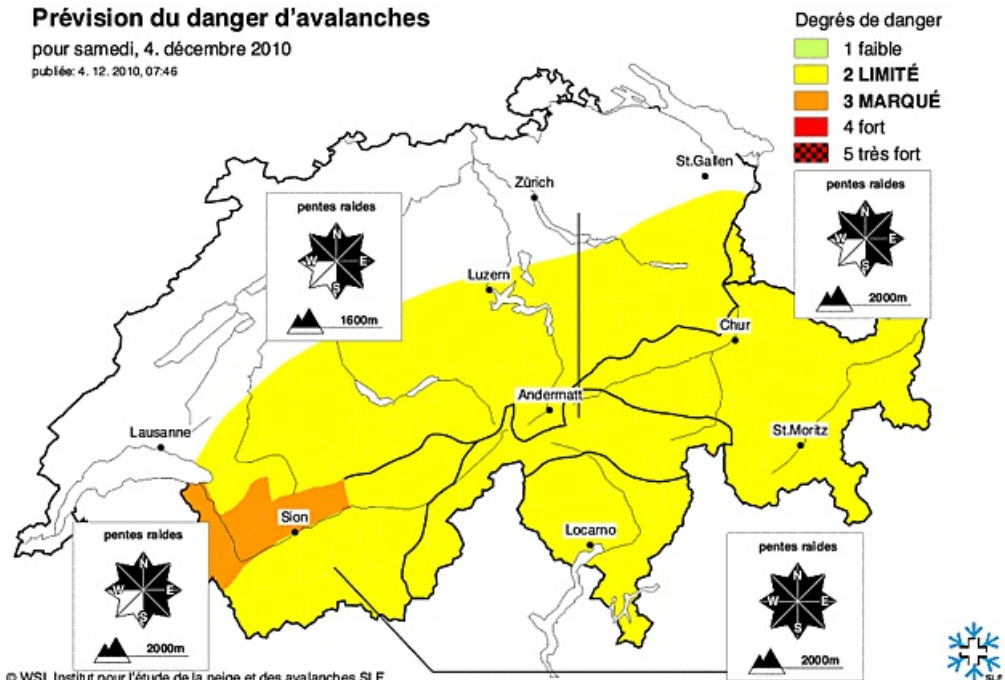 Prévision du danger d'avalanches
pour samedi, 4. décembre 2010
publiée: 4. 12. 2010, 07:46
Degrés de danger
1 faible
2 LIMITÉ
3 MARQUÉ
4 fort
5 très fort
St.Gallen
Zürich
pentes raides
N
W E
S
1600m
pentes raides
N
W E
S
2000m
Luzern
Chur
Andermatt
St.Moritz
Lausanne
Sion
Locarno
pentes raides
N
W E
S
2000m
pentes raides
N
W E
S
2000m
© WSL Institut pour l'étude de la neige et des avalanches SLF
SLF